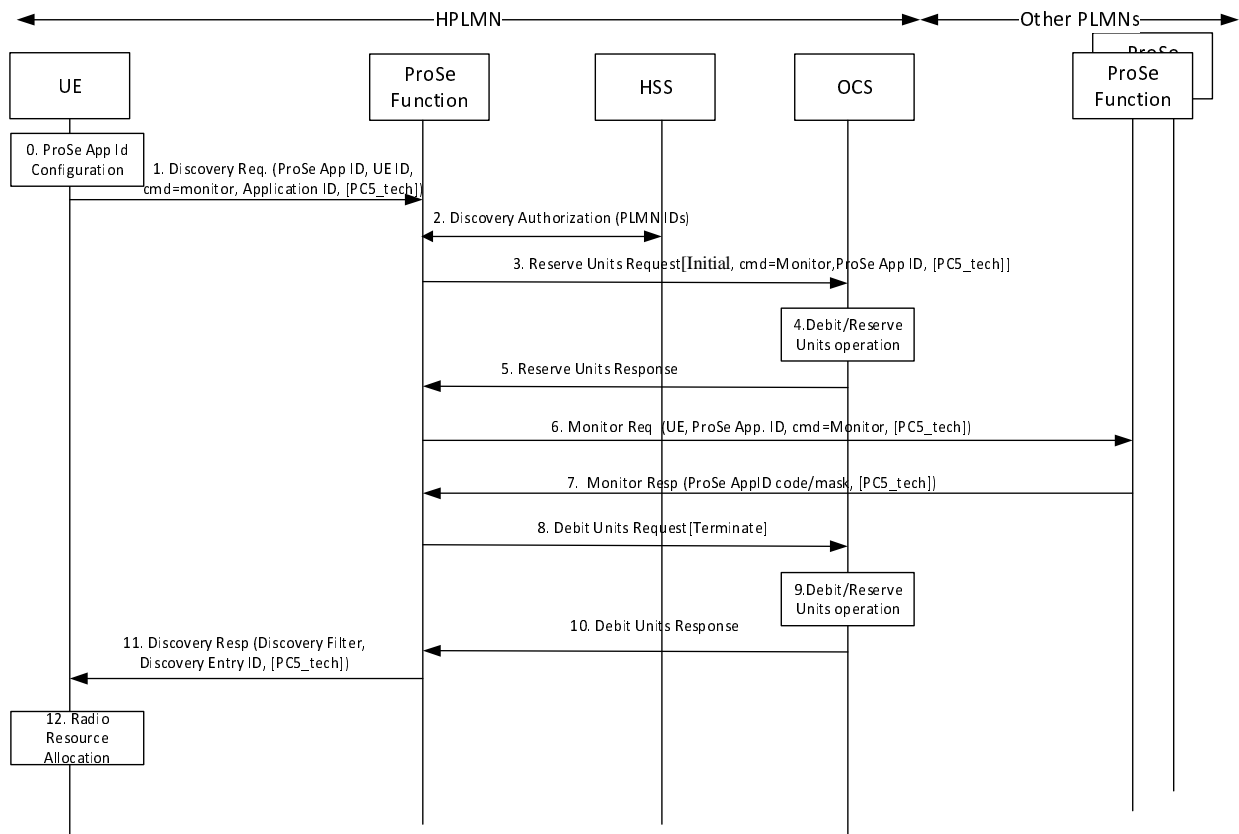 HPLMN
Other PLMNs
UE
ProSe
Function
HSS
OCS
ProSe
ProSe
Function
0. ProSe App Id
Configuration
1. Discovery Req. (ProSe App ID, UE ID,
cmd=monitor, Application ID, [PC5_tech])
2. Discovery Authorization (PLMN IDs)
3. Reserve Units Request[Initial, cmd=Monitor,ProSe App ID, [PC5_tech]]
4.Debit/Reserve
Units operation
5. Reserve Units Response
6. Monitor Req (UE, ProSe App. ID, cmd=Monitor, [PC5_tech])
7. Monitor Resp (ProSe AppID code/mask, [PC5_tech])
8. Debit Units Request[Terminate]
9.Debit/Reserve
Units operation
10. Debit Units Response
11. Discovery Resp (Discovery Filter,
Discovery Entry ID, [PC5_tech])
12. Radio
Resource
Allocation